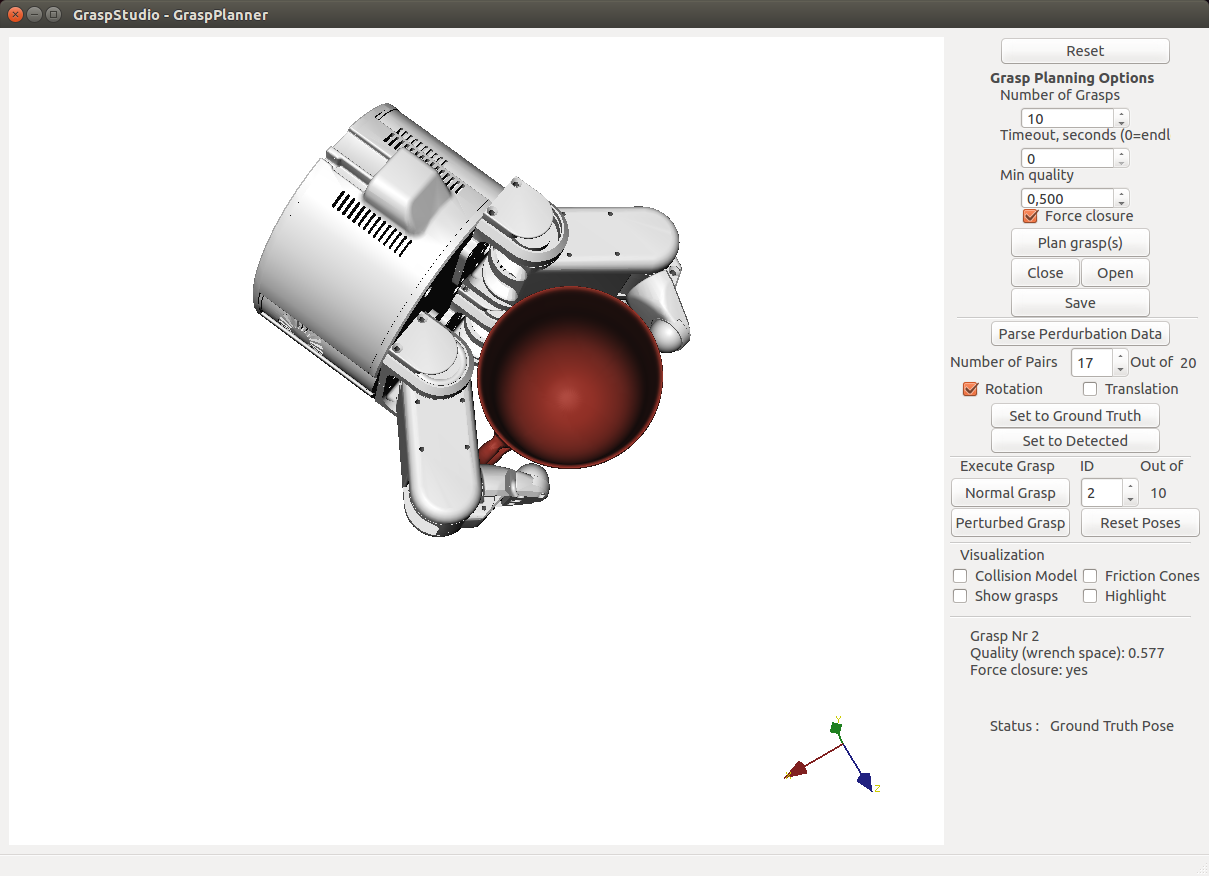 GraspStudio - GraspPlanner
Reset
Grasp Planning Options
Number of Grasps
10
Timeout, seconds (0=endl
0
Min quality
0,500
Force closure
Plan grasp(s)
Close Open
Save
Parse Perdurbation Data
Number of Pairs 17 Out of 20
Rotation Translation
Set to Ground Truth
Set to Detected
Execute Grasp ID Out of
Normal Grasp 2 10
Perturbed Grasp Reset Poses
Visualization
Collision Model Friction Cones
Show grasps Highlight
Grasp Nr 2
Quality (wrench space): 0.577
Force closure: yes
Status : Ground Truth Pose
Y
X
Z